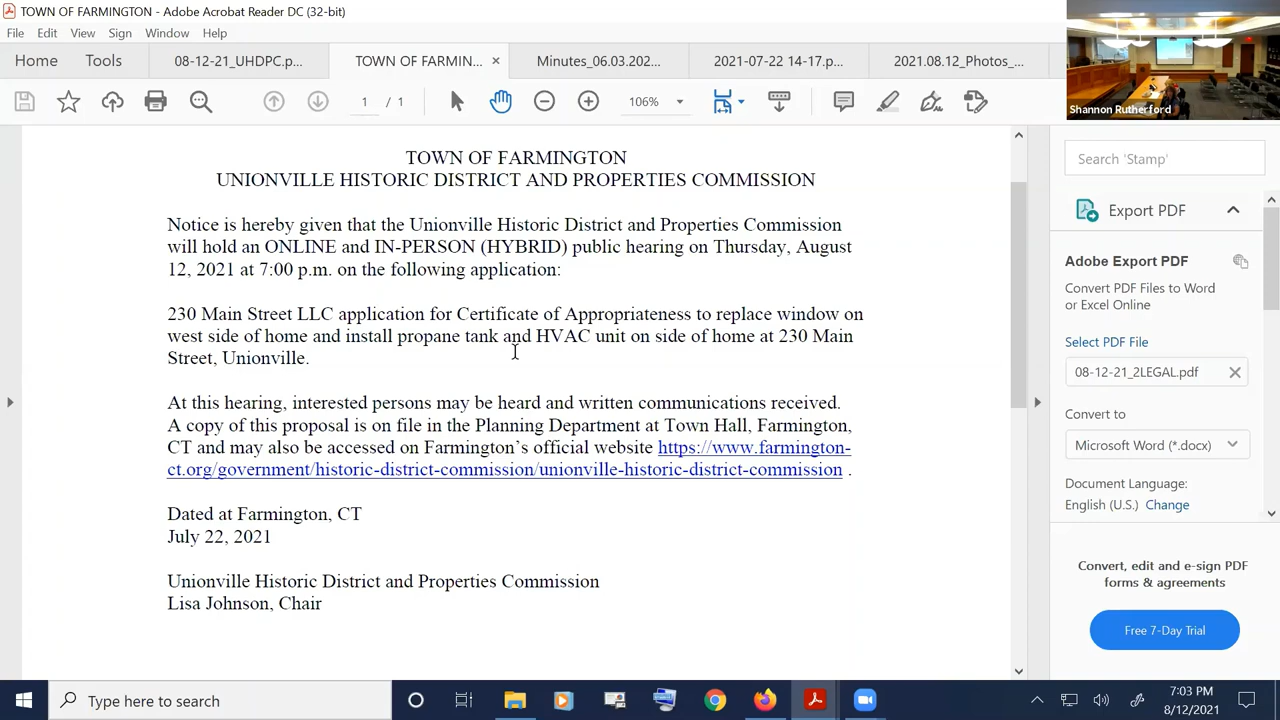 TOWN OF FARMINGTON - Adobe Acrobat Reader DC (32-bit)
File Edit View Sign Window Help
Home Tools 08-12-21_UHDPC.p... TOWN OF FARMIN... × Minutes_06.03.202... 2021-07-22 14-17.p... 2021.08.12_Photos_...
1 / 1 106%
Shannon Rutherford
TOWN OF FARMINGTON
UNIONVILLE HISTORIC DISTRICT AND PROPERTIES COMMISSION
Notice is hereby given that the Unionville Historic District and Properties Commission
will hold an ONLINE and IN-PERSON (HYBRID) public hearing on Thursday, August
12, 2021 at 7:00 p.m. on the following application:
230 Main Street LLC application for Certificate of Appropriateness to replace window on
west side of home and install propane tank and HVAC unit on side of home at 230 Main
Street, Unionville.
At this hearing, interested persons may be heard and written communications received.
A copy of this proposal is on file in the Planning Department at Town Hall, Farmington,
CT and may also be accessed on Farmington’s official website https://www.farmington-
ct.org/government/historic-district-commission/unionville-historic-district-commission .
Dated at Farmington, CT
July 22, 2021
Unionville Historic District and Properties Commission
Lisa Johnson, Chair
Search 'Stamp'
Export PDF
Adobe Export PDF
Convert PDF Files to Word
or Excel Online
Select PDF File
08-12-21_2LEGAL.pdf
Convert to
Microsoft Word (*.docx)
Document Language:
English (U.S.) Change
Convert, edit and e-sign PDF
forms & agreements
Free 7-Day Trial
Type here to search
7:03 PM
8/12/2021